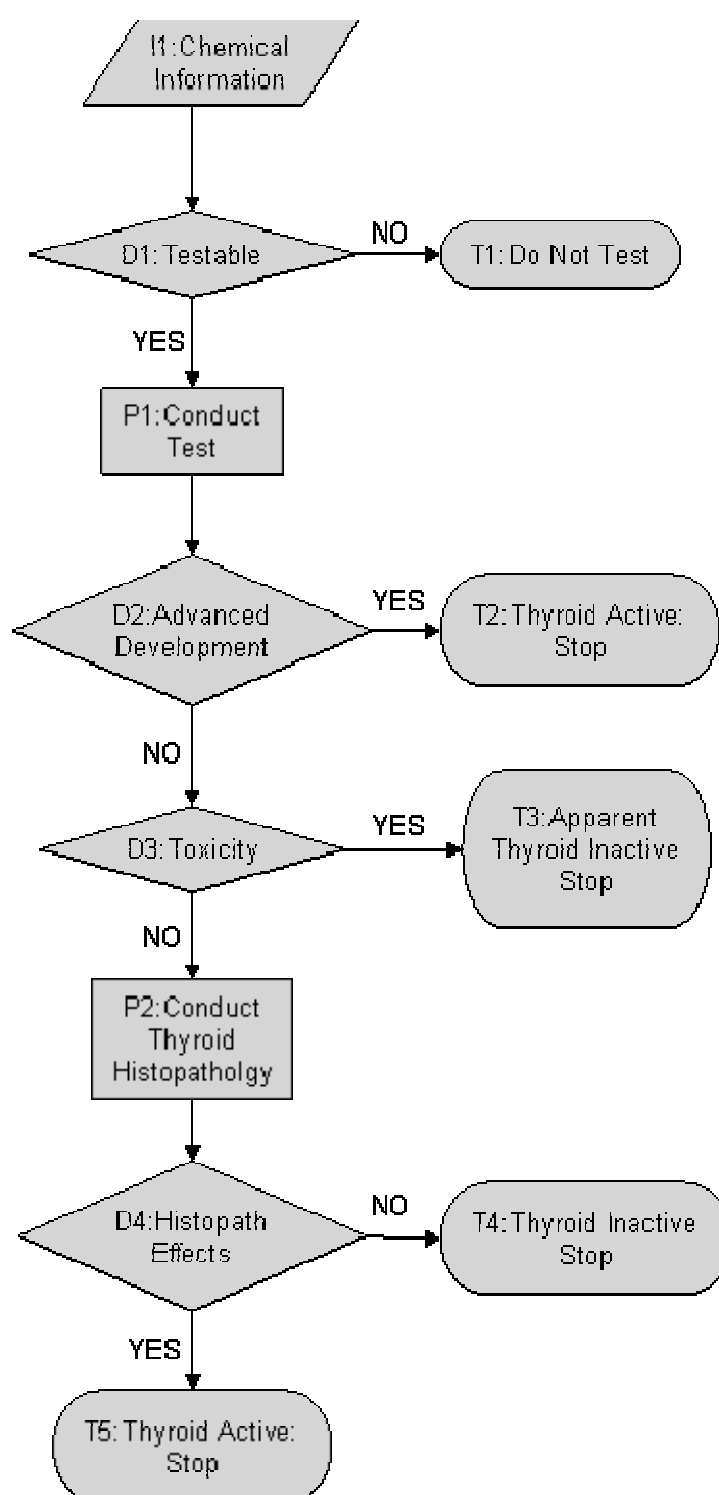 I1:Chemical
Information
D1:Testable
NO
T1:Do Not Test
YES
P1:Conduct
Test
D2:Advanced
Development
YES
T2:Thyroid Active:
Stop
NO
D3:Toxicity
YES
T3:Apparent
Thyroid Inactive
Stop
NO
P2:Conduct
Thyroid
Histopatholgy
D4:Histopath
Effects
NO
T4:Thyroid Inactive
Stop
YES
T5:Thyroid Active:
Stop